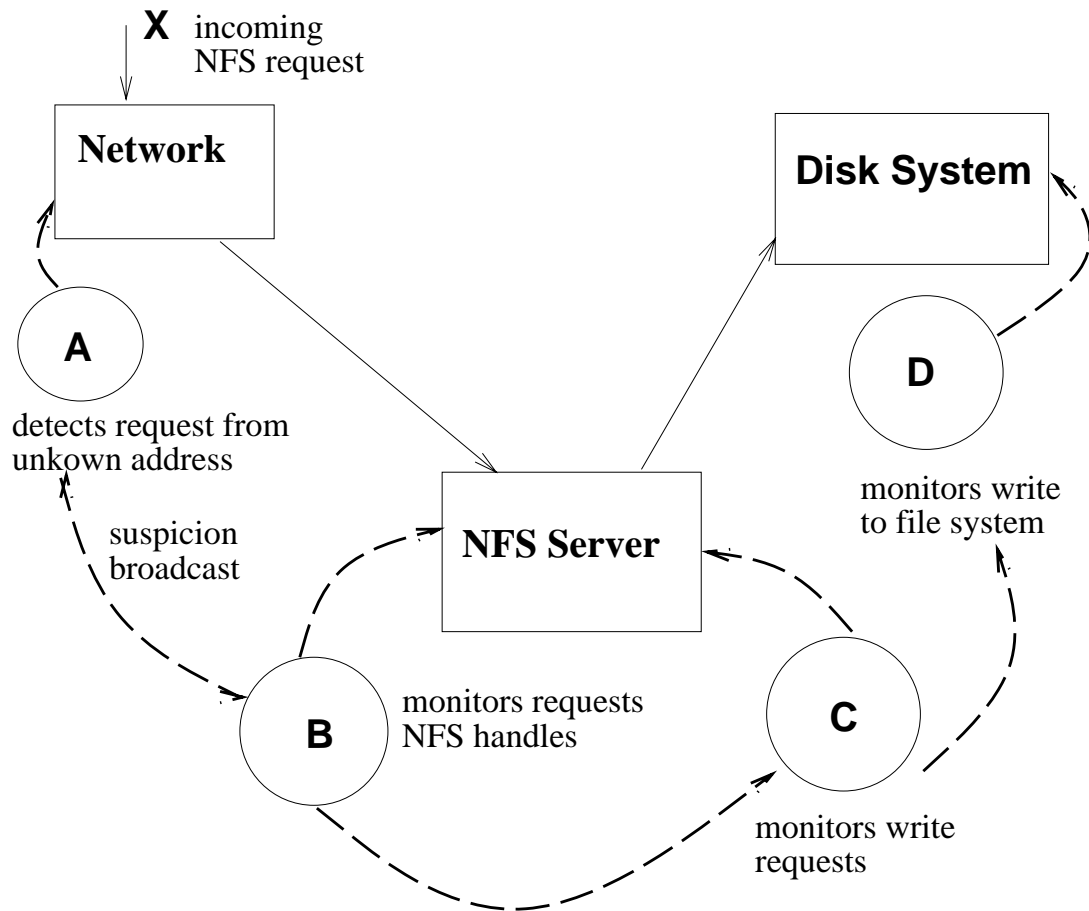 X incoming
NFS request
Network
Disk System
A
D
detects request from
unkown address
monitors write
to file system
suspicion
broadcast
NFS Server
B
monitors requests
NFS handles
C
monitors write
requests